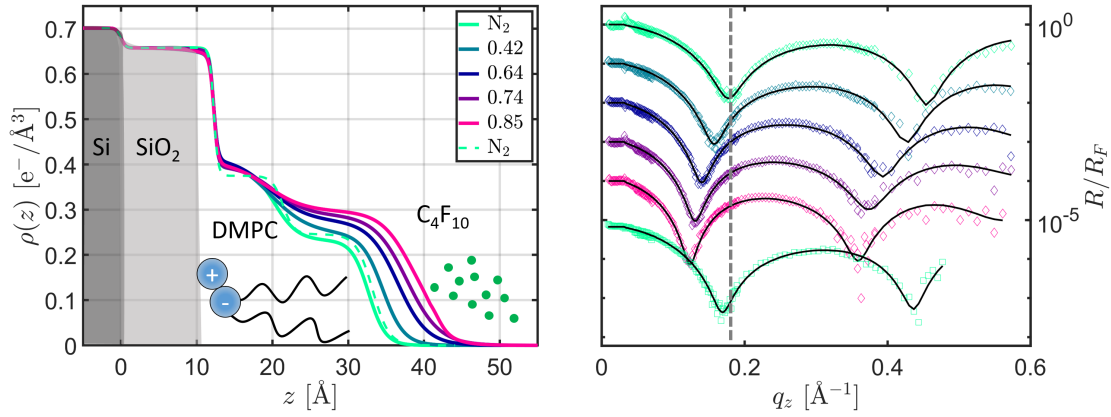 0.7
0.6
0.5
0.4
0.3
0.2
0.1
0
ρ(z) [e⁻/Å³]
Si
SiO₂
DMPC
C₄F₁₀
+
-
N₂
0.42
0.64
0.74
0.85
N₂
0 10 20 30 40 50
z [Å]
10⁰
10⁻⁵
R/R_F
0 0.2 0.4 0.6
q_z [Å⁻¹]